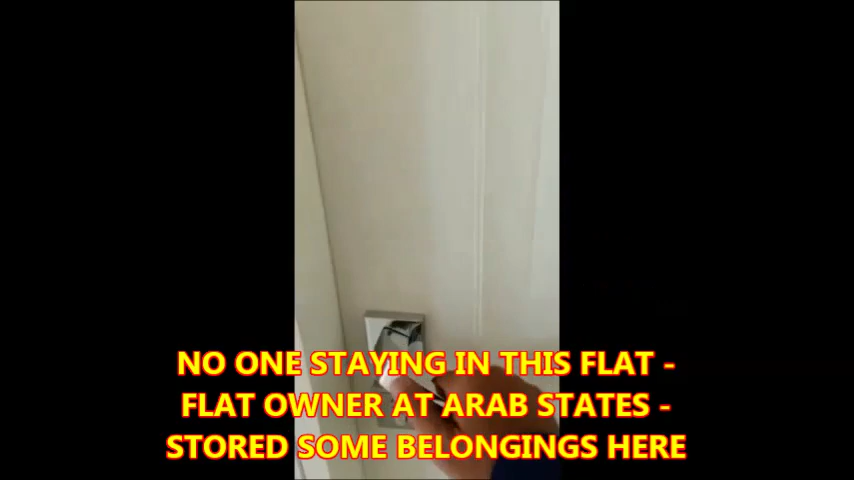 NO ONE STAYING IN THIS FLAT -
FLAT OWNER AT ARAB STATES -
STORED SOME BELONGINGS HERE